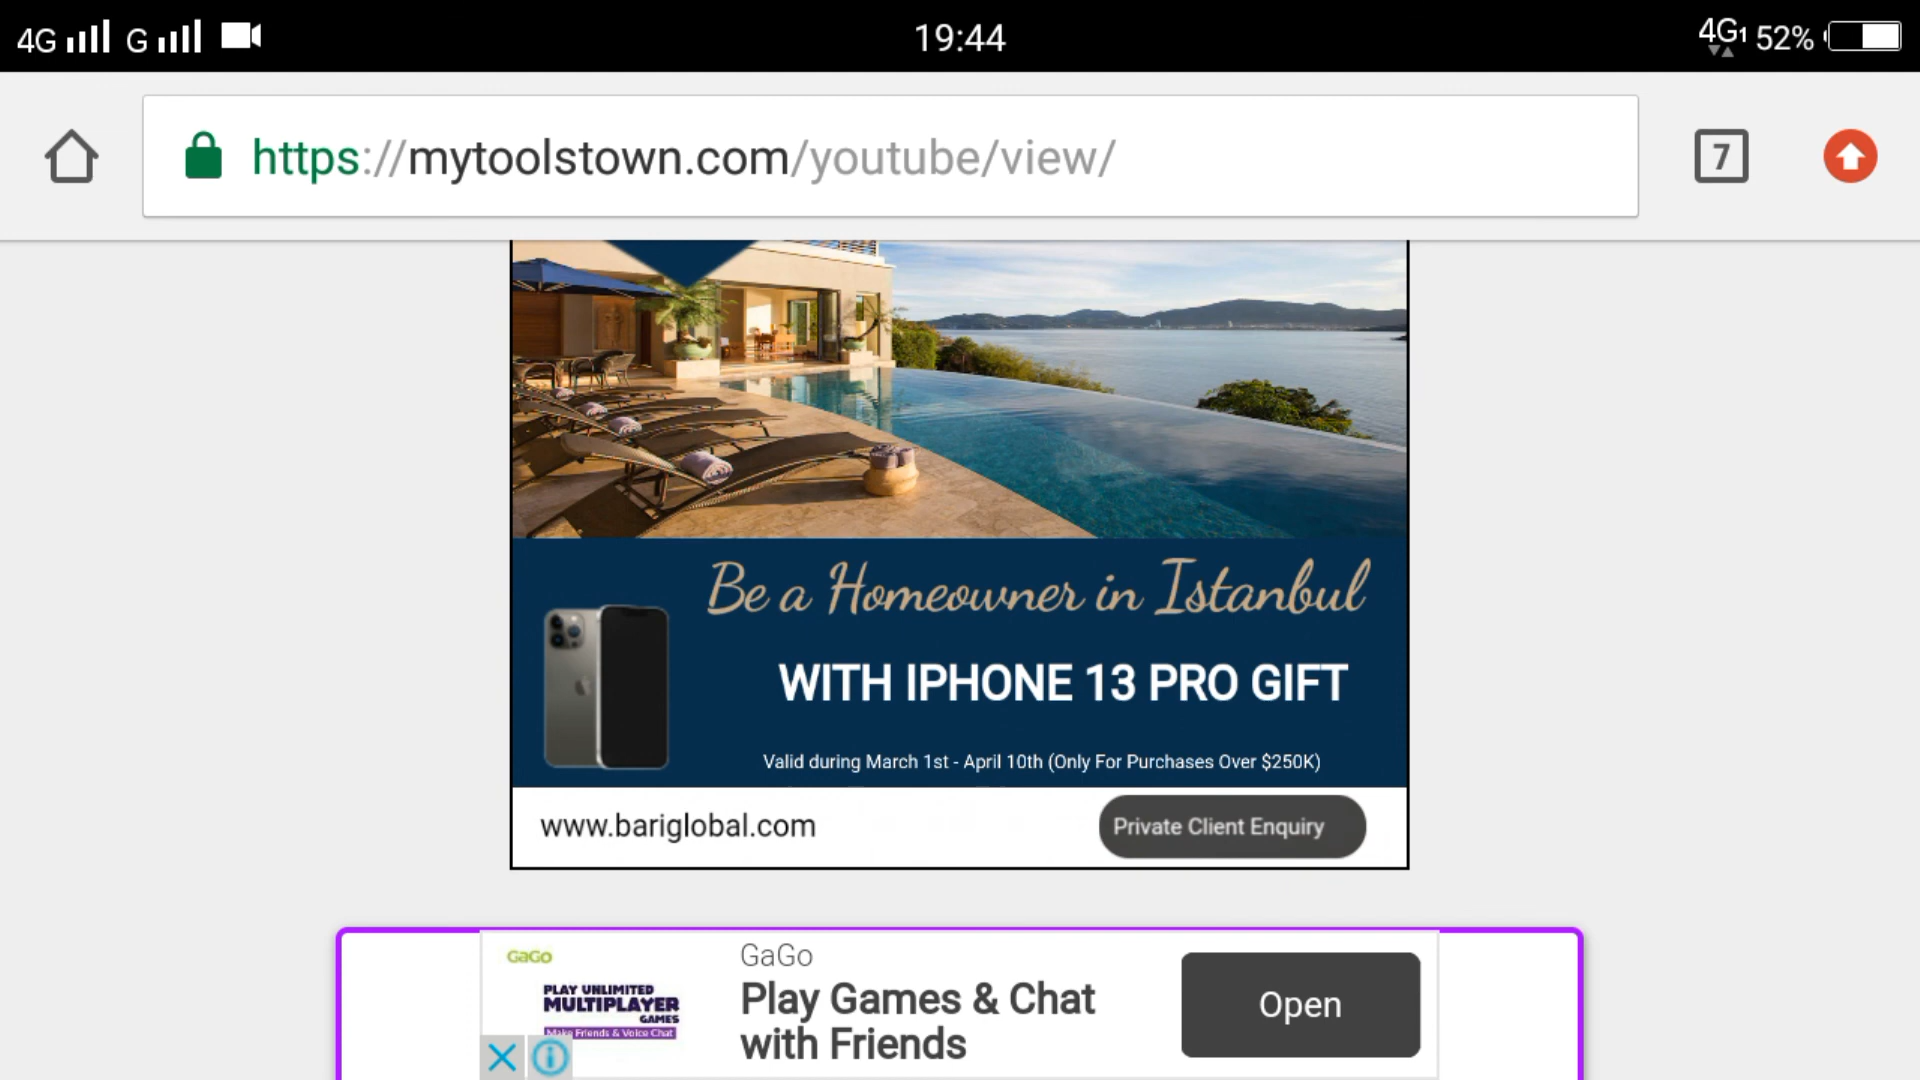 4G G 19:44 4G1 52%
https://mytoolstown.com/youtube/view/ 7
Be a Homeowner in Istanbul
WITH IPHONE 13 PRO GIFT
Valid during March 1st - April 10th (Only For Purchases Over $250K)
www.bariglobal.com Private Client Enquiry
GaGo
PLAY UNLIMITED
MULTIPLAYER
GAMES
Make Friends & Voice Chat
GaGo
Play Games & Chat
with Friends
Open